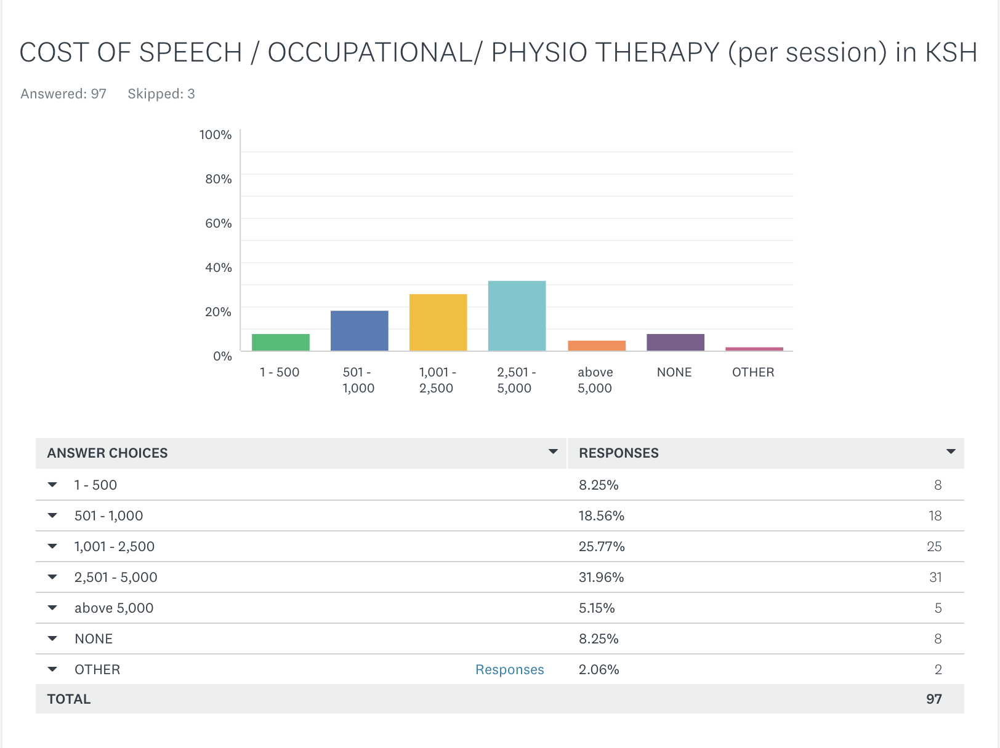 COST OF SPEECH / OCCUPATIONAL/ PHYSIO THERAPY (per session) in KSH
Answered: 97 Skipped: 3
100%
80%
60%
40%
20%
0%
1 - 500 501 - 1,001 - 2,501 - above NONE OTHER
1,000 2,500 5,000 5,000
ANSWER CHOICES RESPONSES
1 - 500 8.25% 8
501 - 1,000 18.56% 18
1,001 - 2,500 25.77% 25
2,501 - 5,000 31.96% 31
above 5,000 5.15% 5
NONE 8.25% 8
OTHER Responses 2.06% 2
TOTAL 97